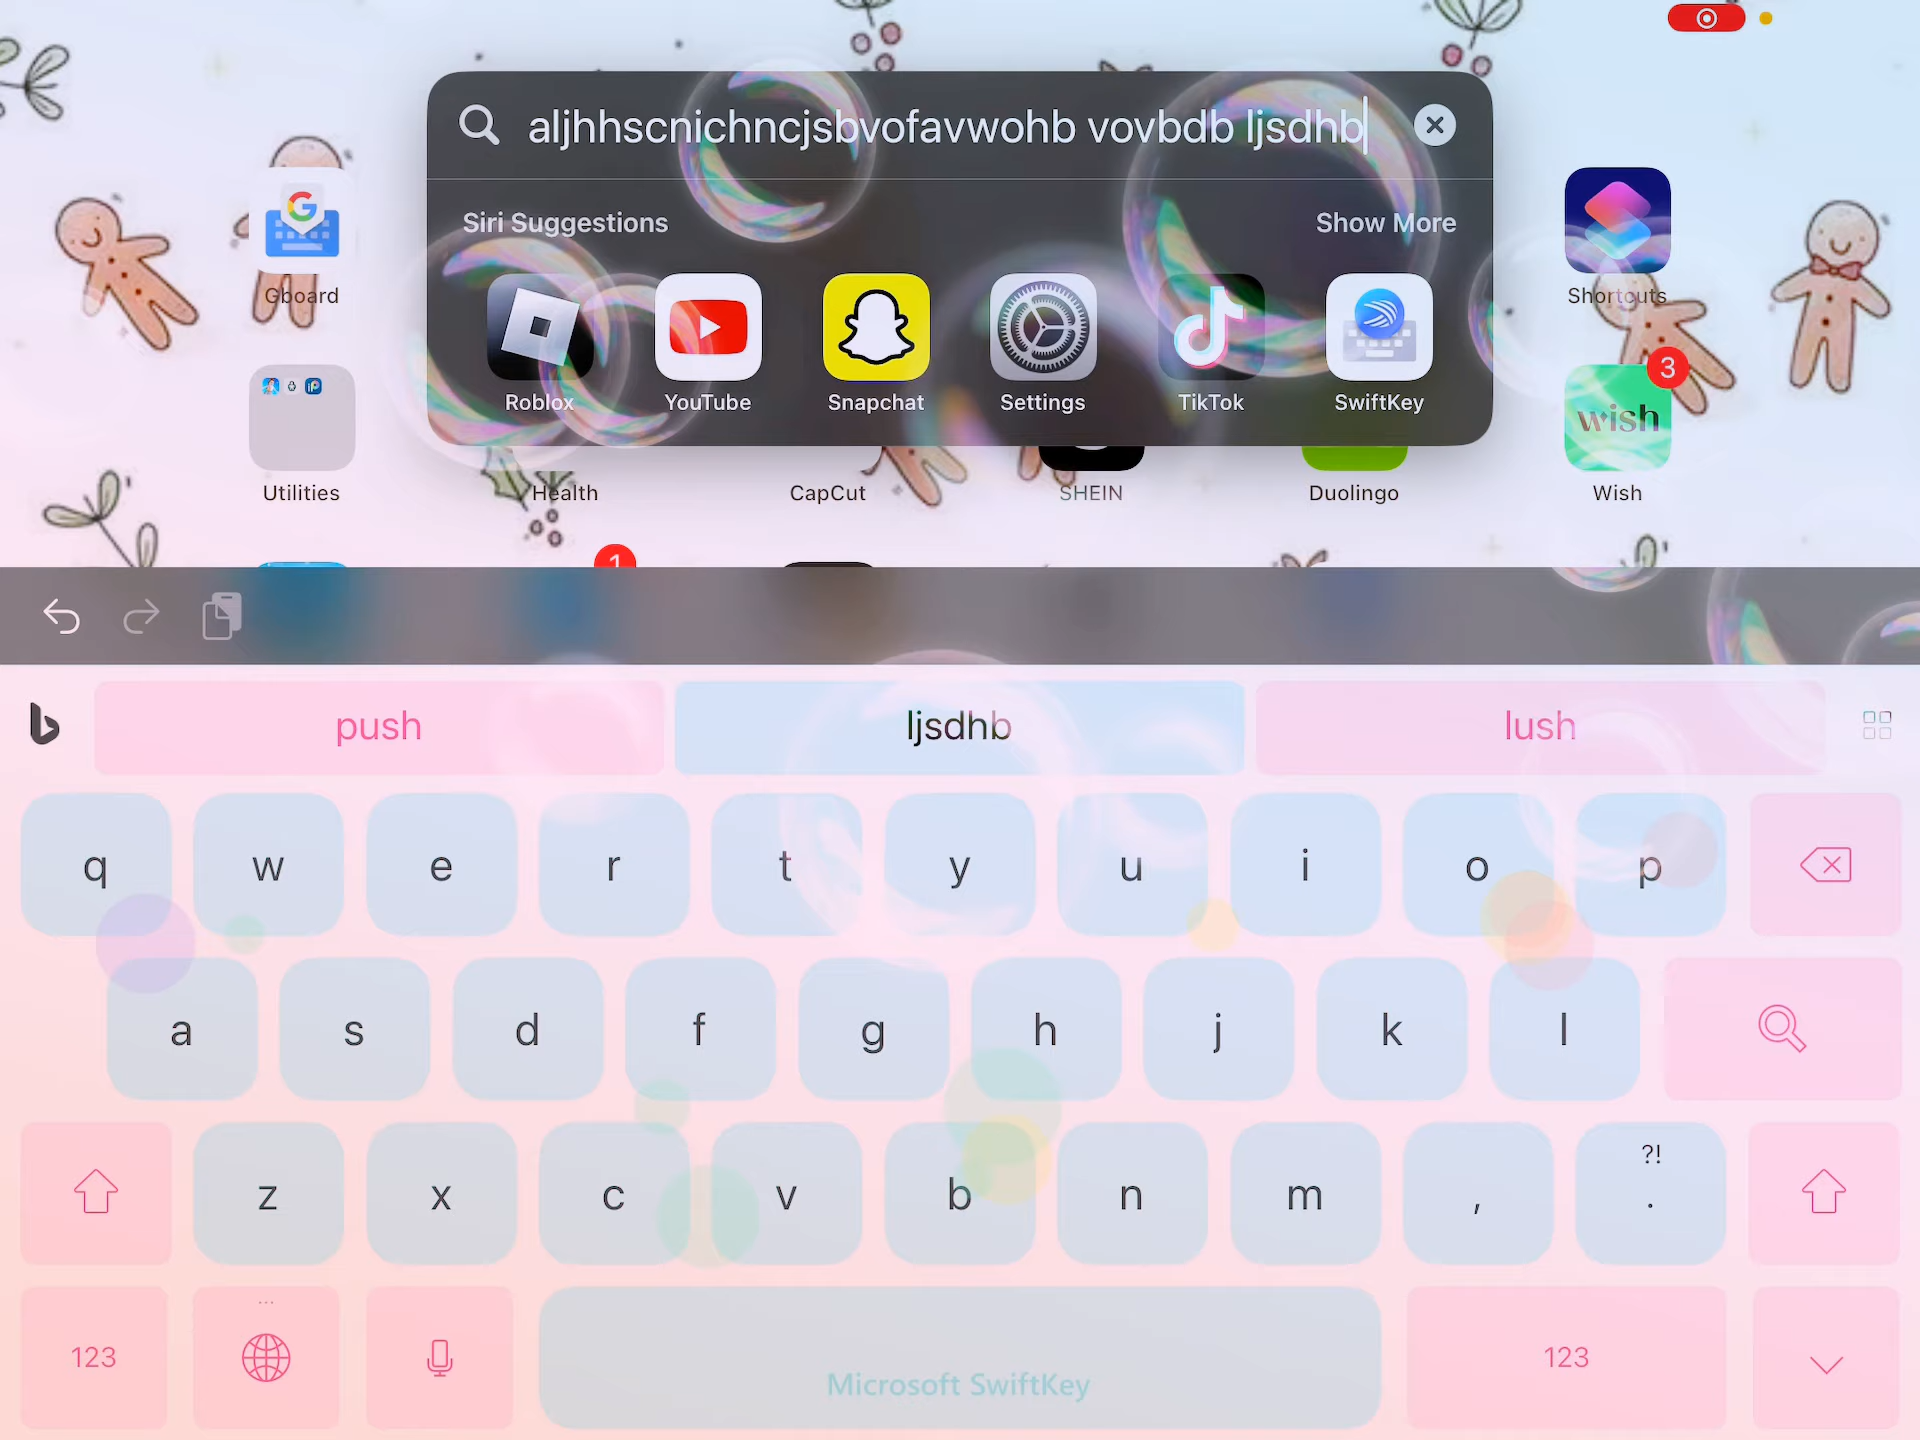 aljhhscnichncjsbvofavwohb vovbdb ljsdhb
Siri Suggestions Show More
Roblox YouTube Snapchat Settings TikTok SwiftKey
Gboard Shortcuts
3
wish
Utilities Health CapCut SHEIN Duolingo Wish
1
push ljsdhb lush
q w e r t y u i o p
a s d f g h j k l
?!
z x c v b n m , .
123 123
Microsoft SwiftKey